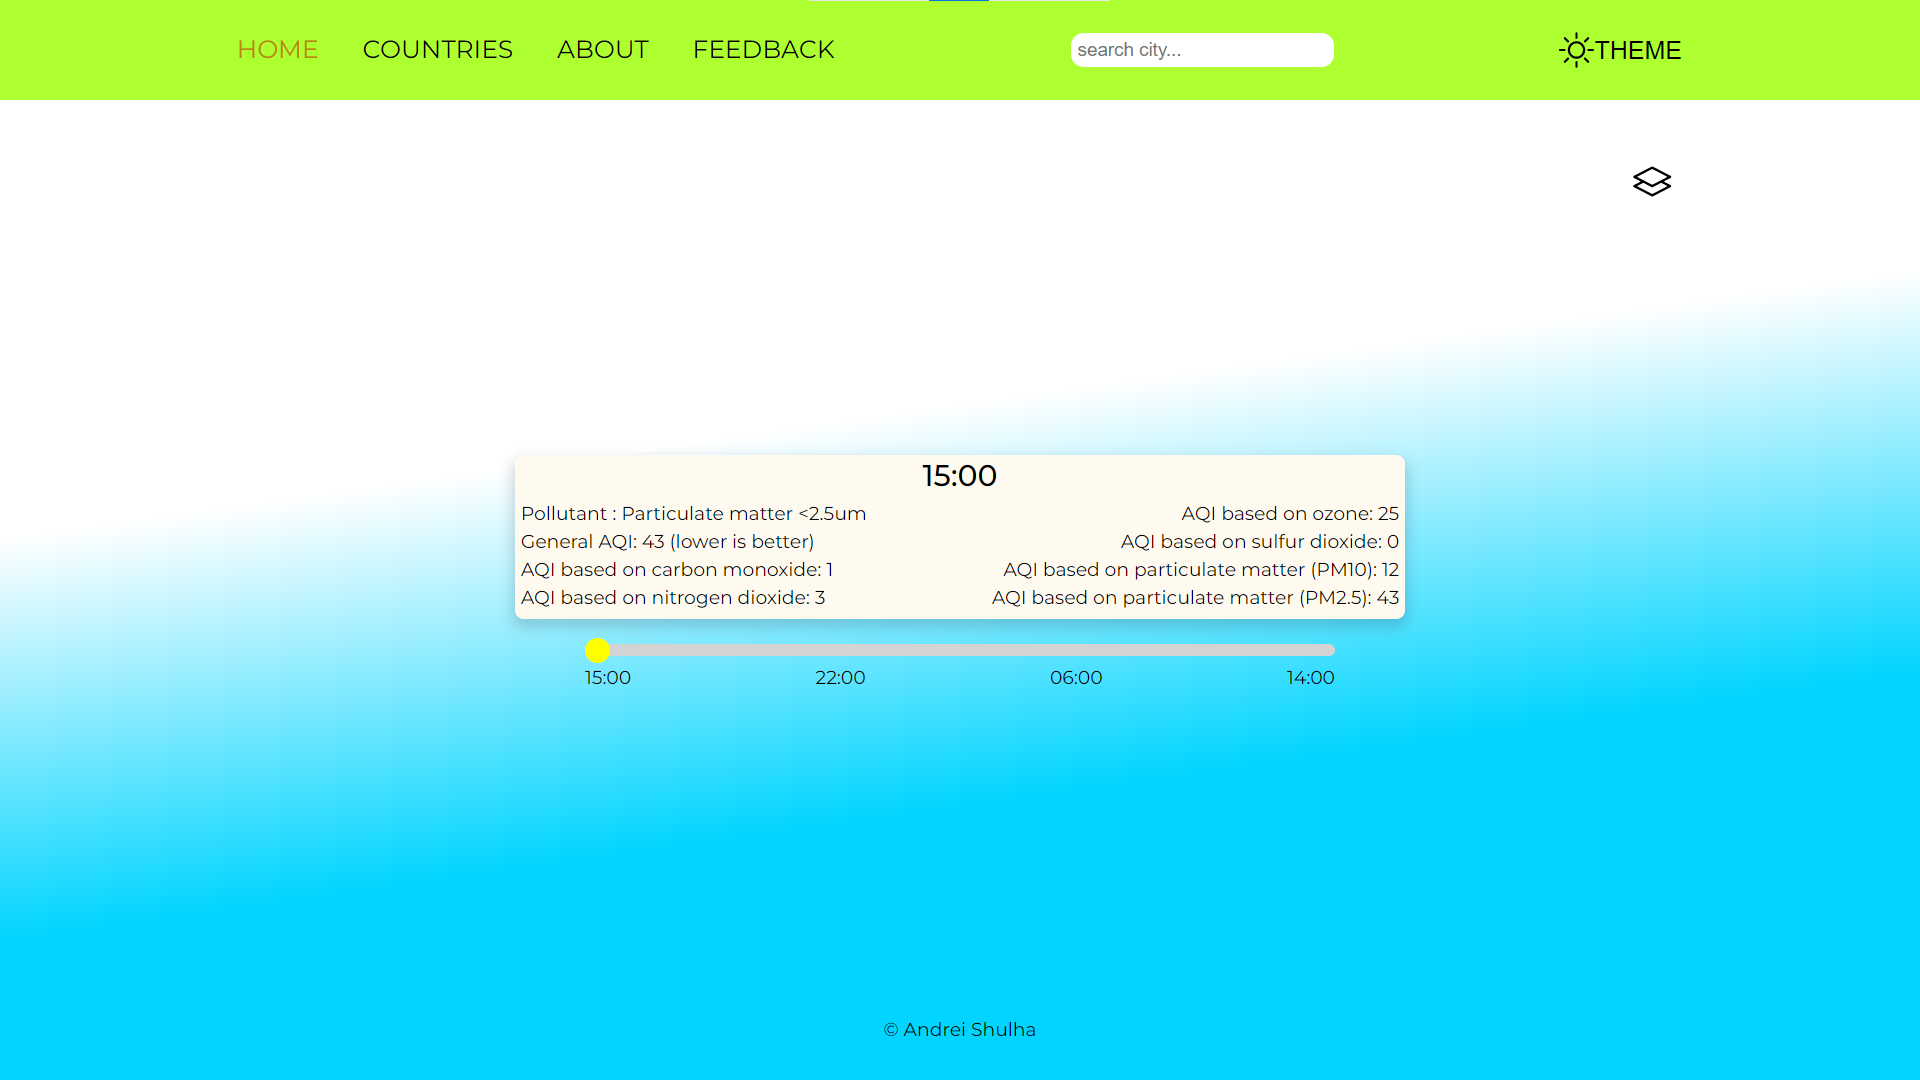 HOME COUNTRIES ABOUT FEEDBACK search city... THEME
15:00
Pollutant : Particulate matter <2.5um
General AQI: 43 (lower is better)
AQI based on carbon monoxide: 1
AQI based on nitrogen dioxide: 3
AQI based on ozone: 25
AQI based on sulfur dioxide: 0
AQI based on particulate matter (PM10): 12
AQI based on particulate matter (PM2.5): 43
15:00 22:00 06:00 14:00
© Andrei Shulha